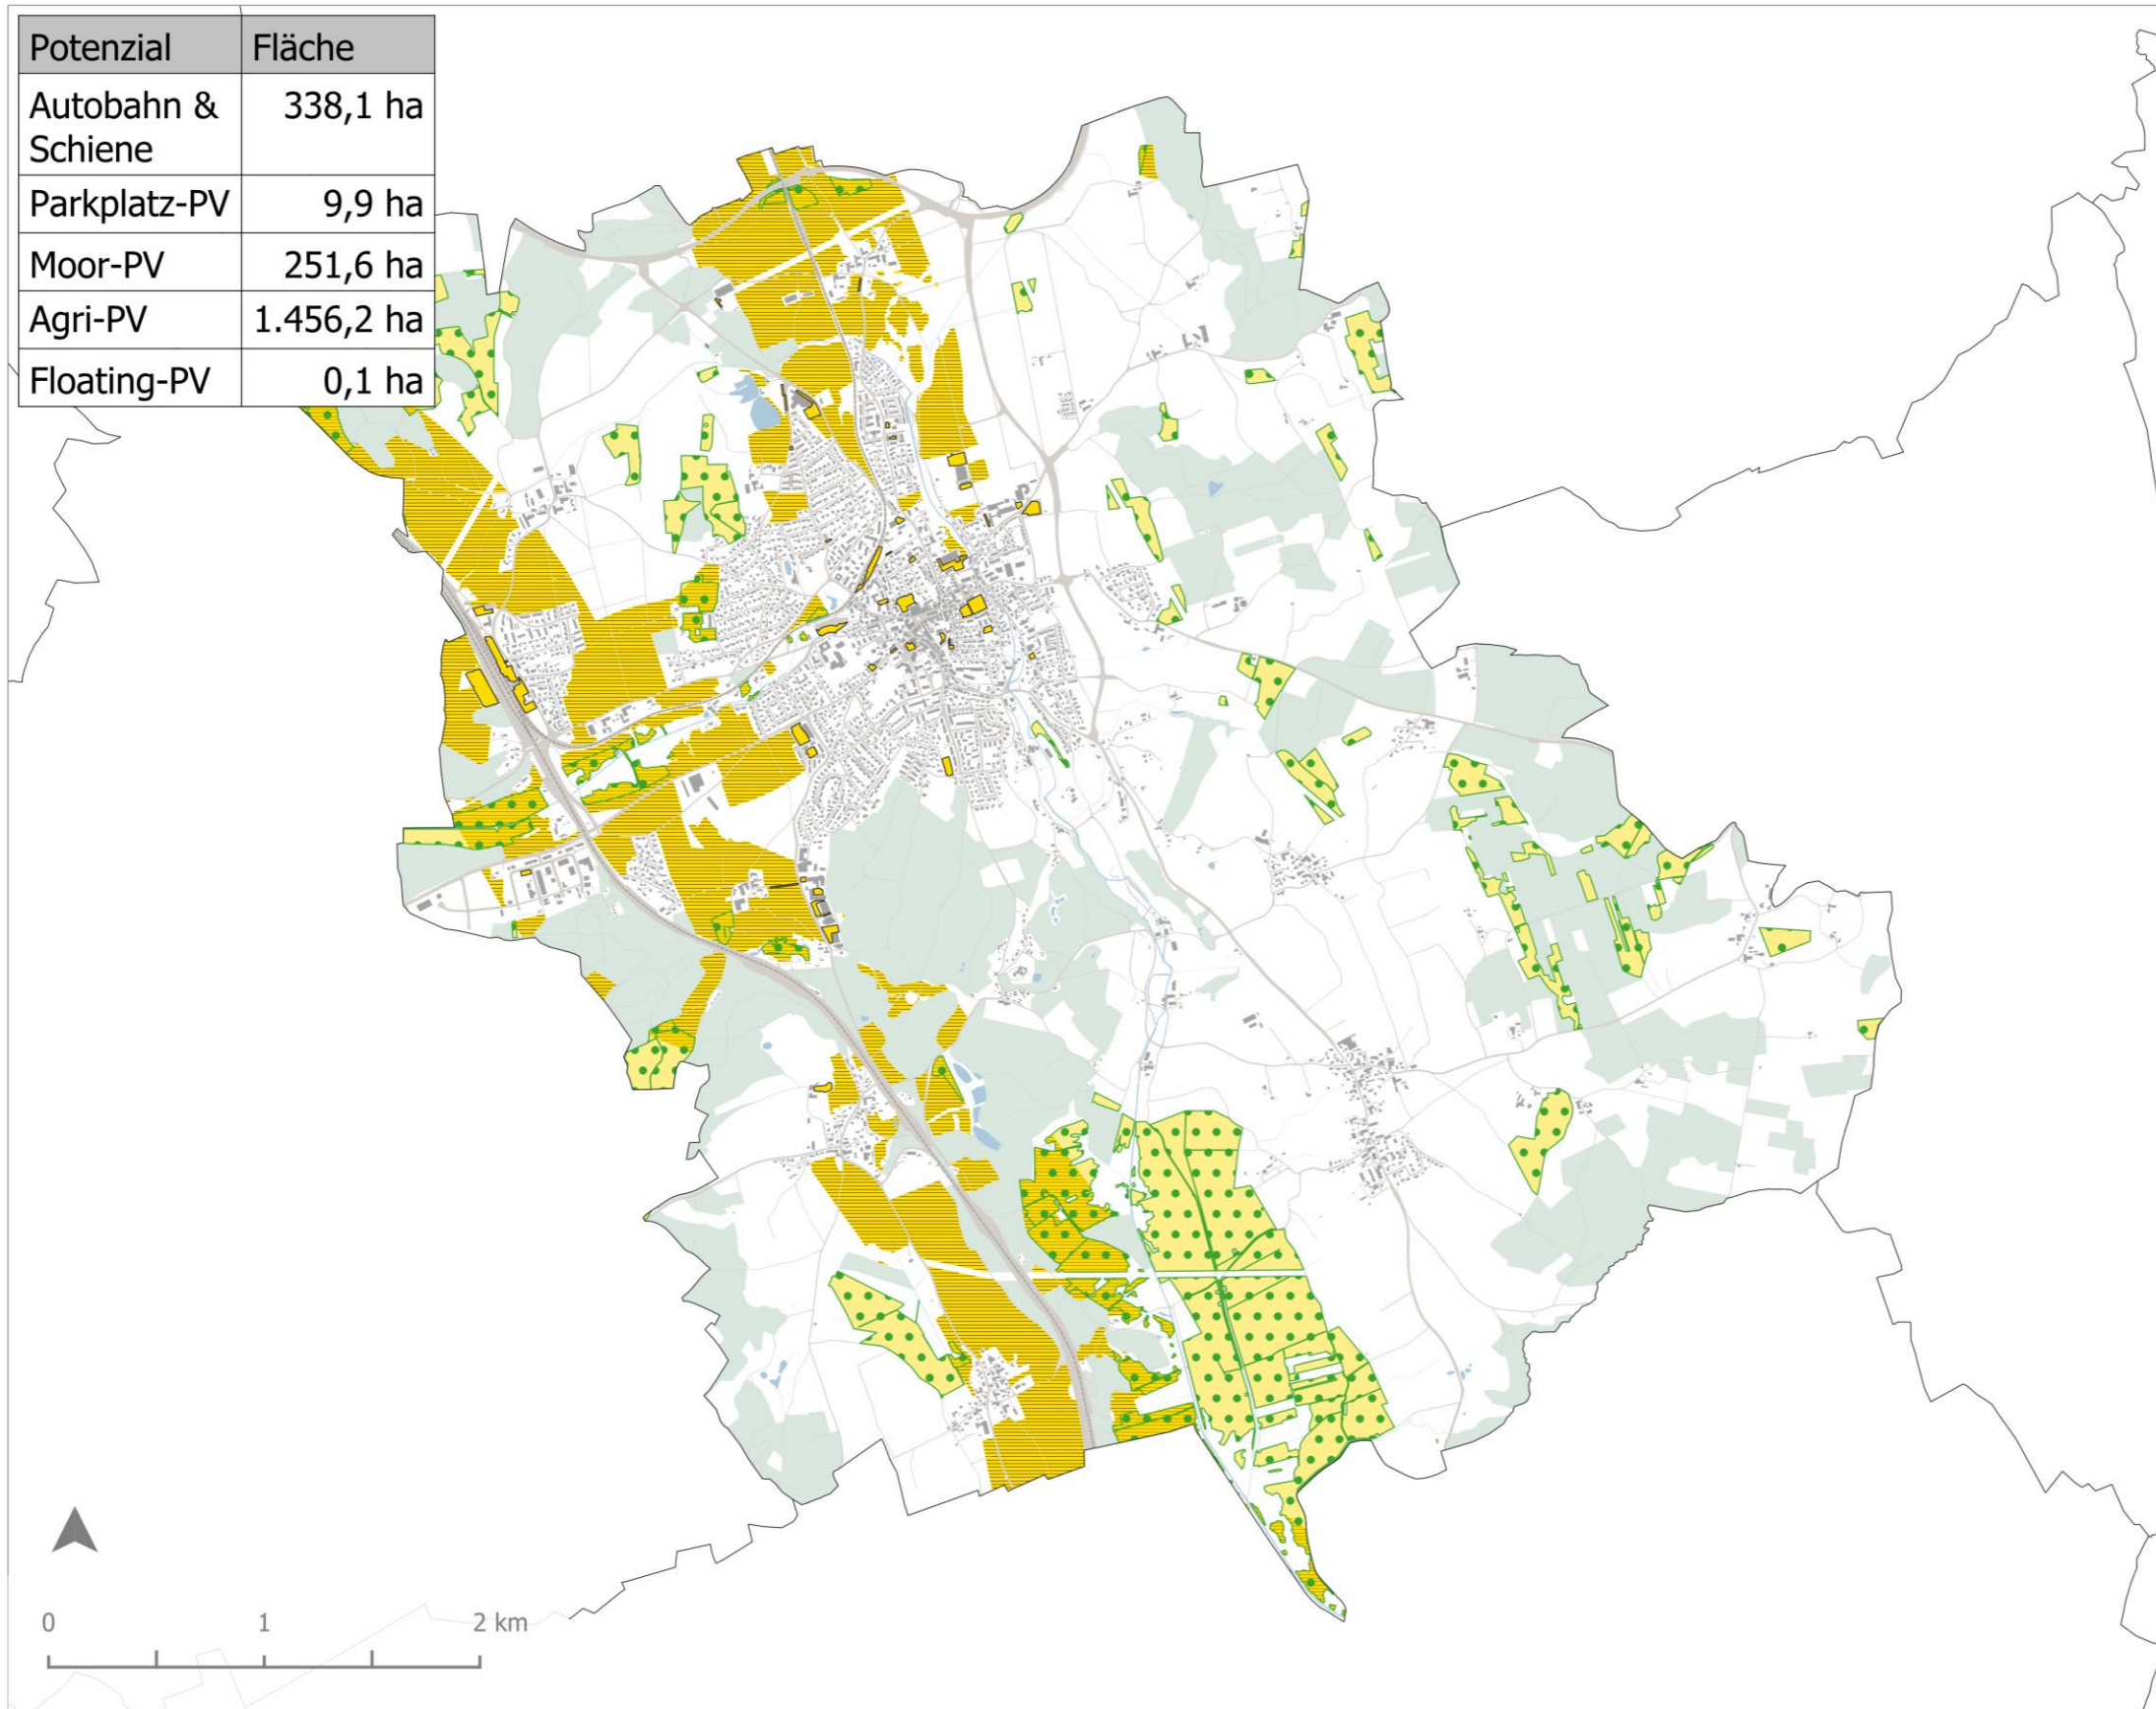 Potenzial Fläche
Autobahn & 338,1 ha
Schiene
Parkplatz-PV 9,9 ha
Moor-PV 251,6 ha
Agri-PV 1.456,2 ha
Floating-PV 0,1 ha
0 1 2 km